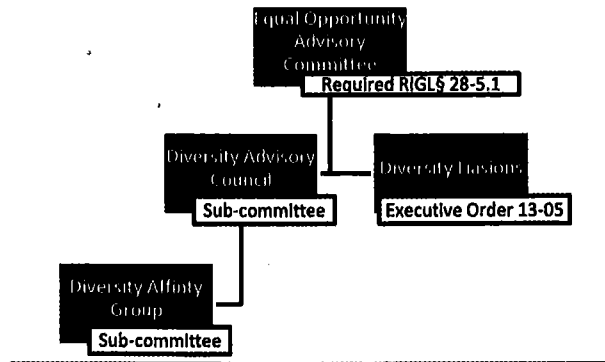 Equal Opportunity
Advisory
Committee
Required RIGL§ 28-5.1
Diversity Advisory
Council
Sub-committee
Diversity Liasions
Executive Order 13-05
Diversity Affinty
Group
Sub-committee